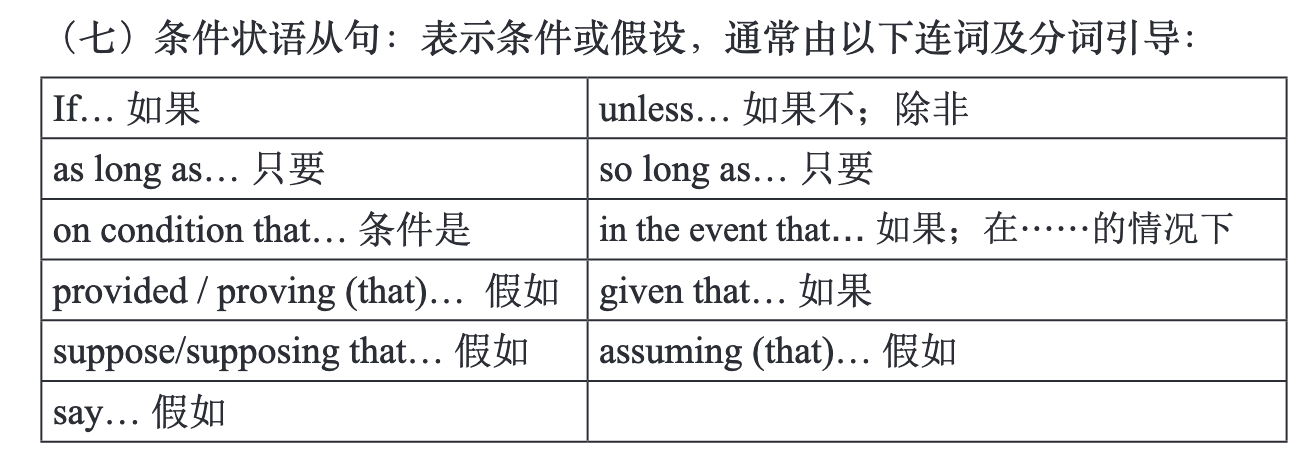 （七）条件状语从句：表示条件或假设，通常由以下连词及分词引导：
If… 如果
unless… 如果不；除非
as long as… 只要
so long as… 只要
on condition that… 条件是
in the event that… 如果；在……的情况下
provided / proving (that)… 假如
given that… 如果
suppose/supposing that… 假如
assuming (that)… 假如
say… 假如